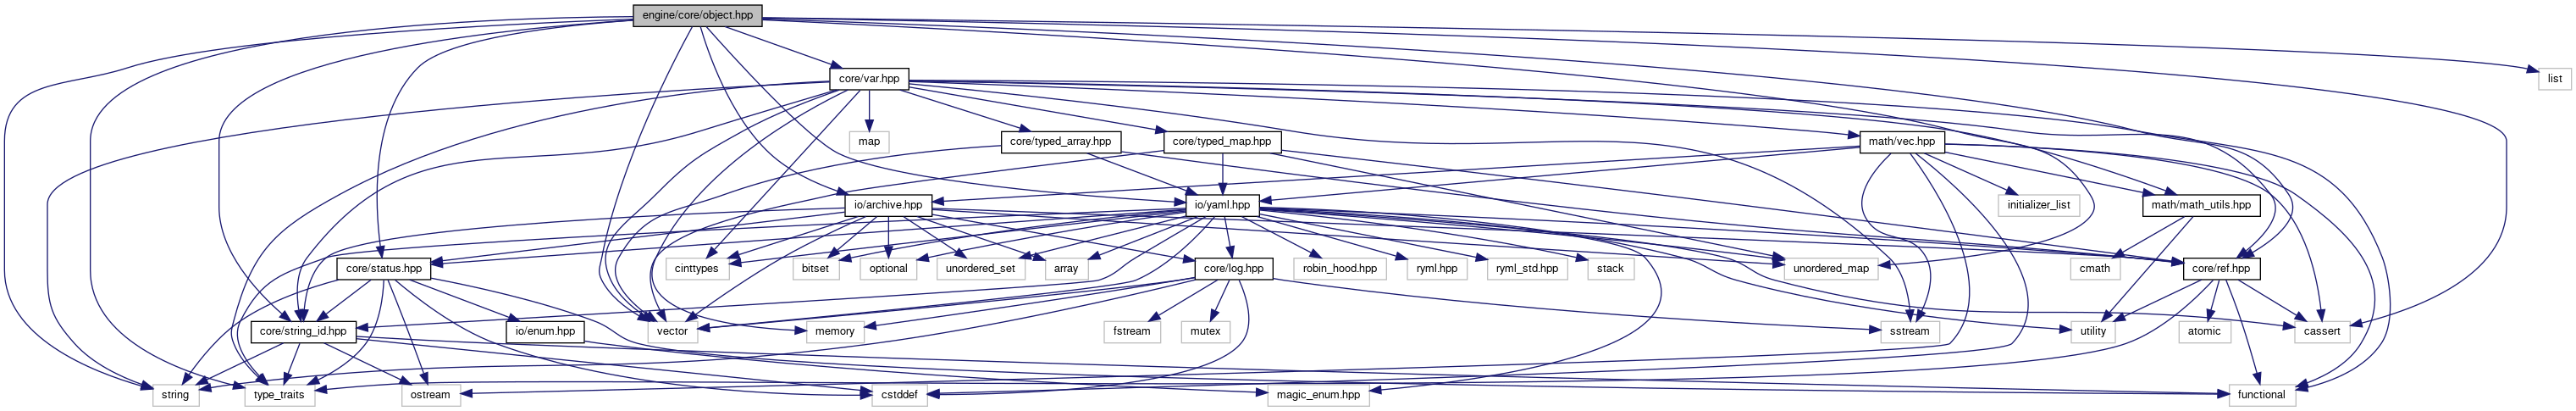 engine/core/object.hpp
core/var.hpp
list
map
core/typed_array.hpp
core/typed_map.hpp
math/vec.hpp
io/archive.hpp
io/yaml.hpp
initializer_list
math/math_utils.hpp
core/status.hpp
cinttypes
bitset
optional
unordered_set
array
core/log.hpp
robin_hood.hpp
ryml.hpp
ryml_std.hpp
stack
unordered_map
cmath
core/ref.hpp
core/string_id.hpp
io/enum.hpp
vector
memory
fstream
mutex
sstream
utility
atomic
cassert
string
type_traits
ostream
cstddef
magic_enum.hpp
functional